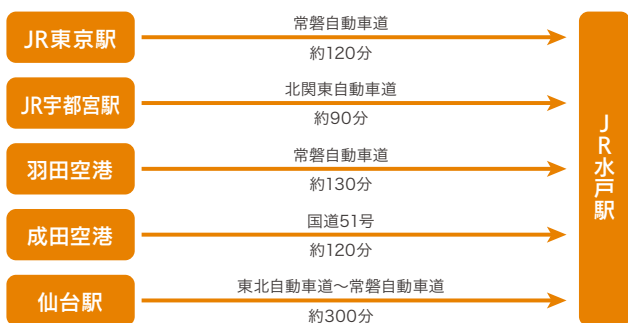 JR東京駅
常磐自動車道
約120分
JR宇都宮駅
北関東自動車道
約90分
羽田空港
常磐自動車道
約130分
成田空港
国道51号
約120分
仙台駅
東北自動車道〜常磐自動車道
約300分
JR水戸駅